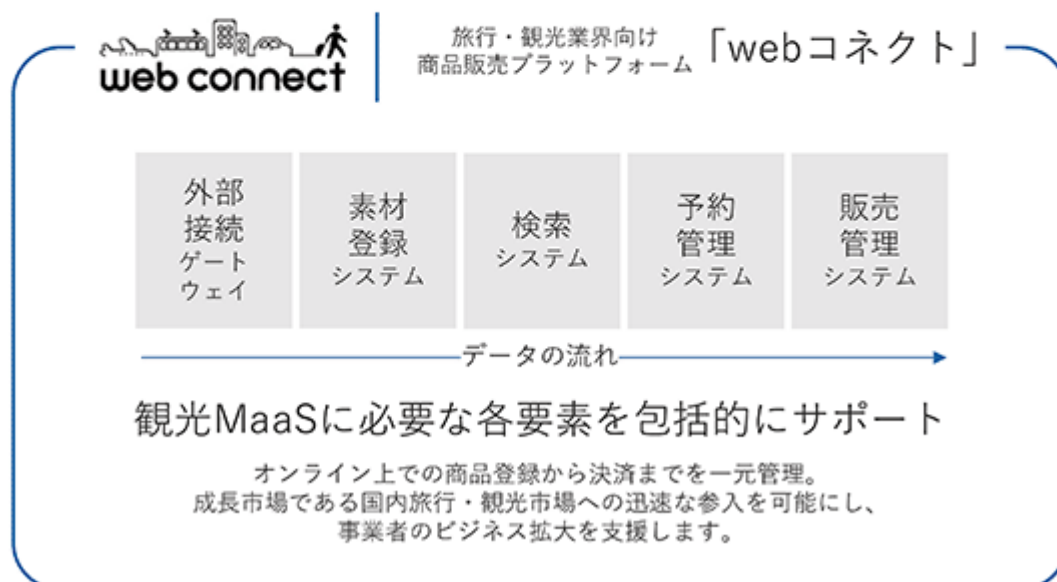 web connect
旅行・観光業界向け
商品販売プラットフォーム
「webコネクト」
外部
接続
ゲート
ウェイ
素材
登録
システム
検索
システム
予約
管理
システム
販売
管理
システム
データの流れ
観光MaaSに必要な各要素を包括的にサポート
オンライン上での商品登録から決済までを一元管理。
成長市場である国内旅行・観光市場への迅速な参入を可能にし、
事業者のビジネス拡大を支援します。